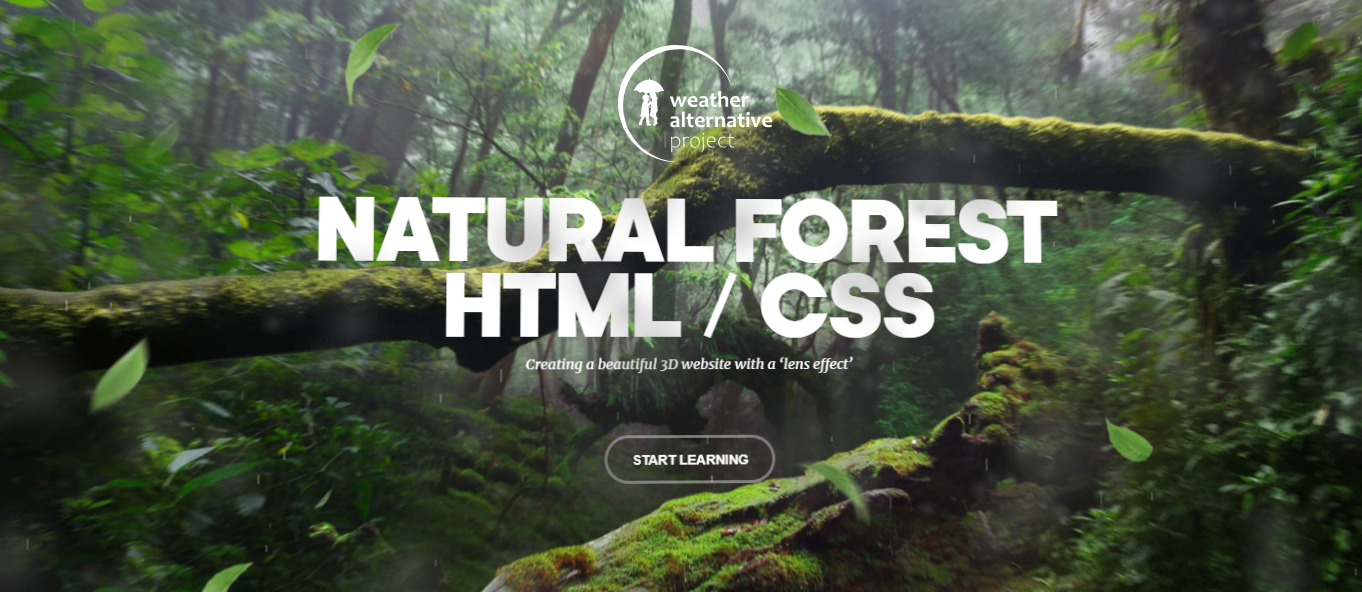 weather
alternative
project
NATURAL FOREST
HTML / CSS
Creating a beautiful 3D website with a ‘lens effect’
START LEARNING